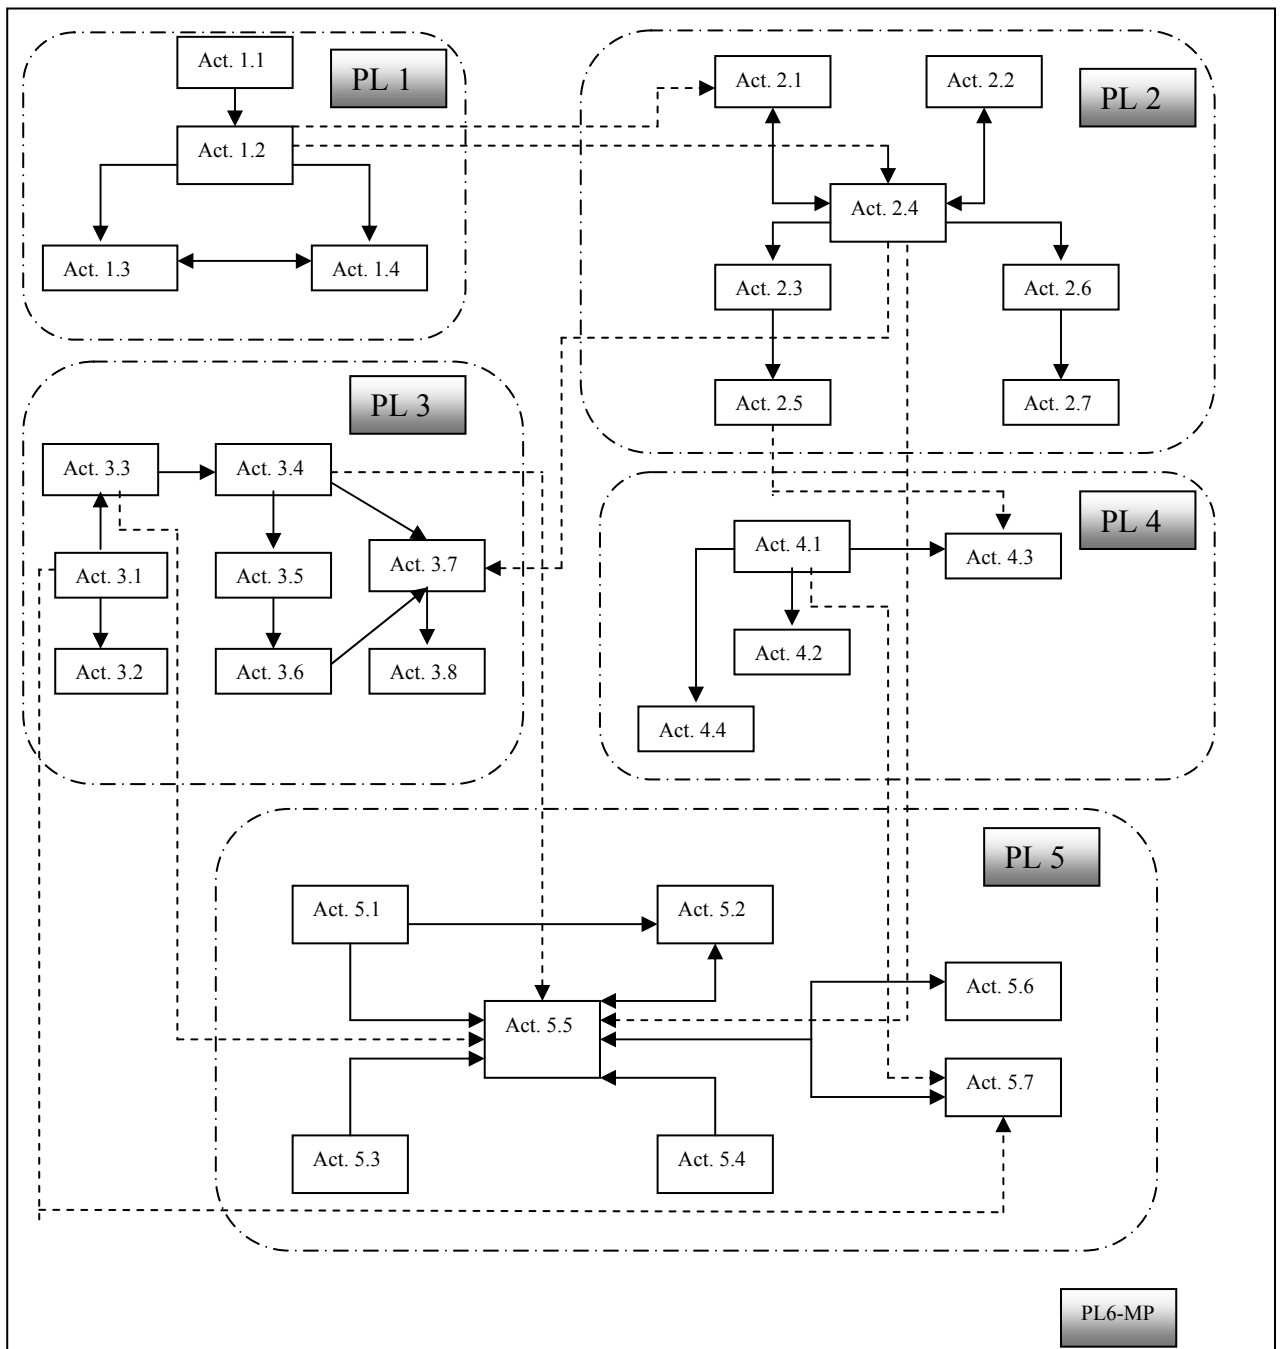 Act. 1.1
PL 1
Act. 1.2
Act. 1.3
Act. 1.4
Act. 2.1
Act. 2.2
PL 2
Act. 2.4
Act. 2.3
Act. 2.6
Act. 2.5
Act. 2.7
PL 3
Act. 3.3
Act. 3.4
Act. 3.1
Act. 3.5
Act. 3.7
Act. 3.2
Act. 3.6
Act. 3.8
PL 4
Act. 4.1
Act. 4.3
Act. 4.2
Act. 4.4
PL 5
Act. 5.1
Act. 5.2
Act. 5.6
Act. 5.5
Act. 5.7
Act. 5.3
Act. 5.4
PL6-MP